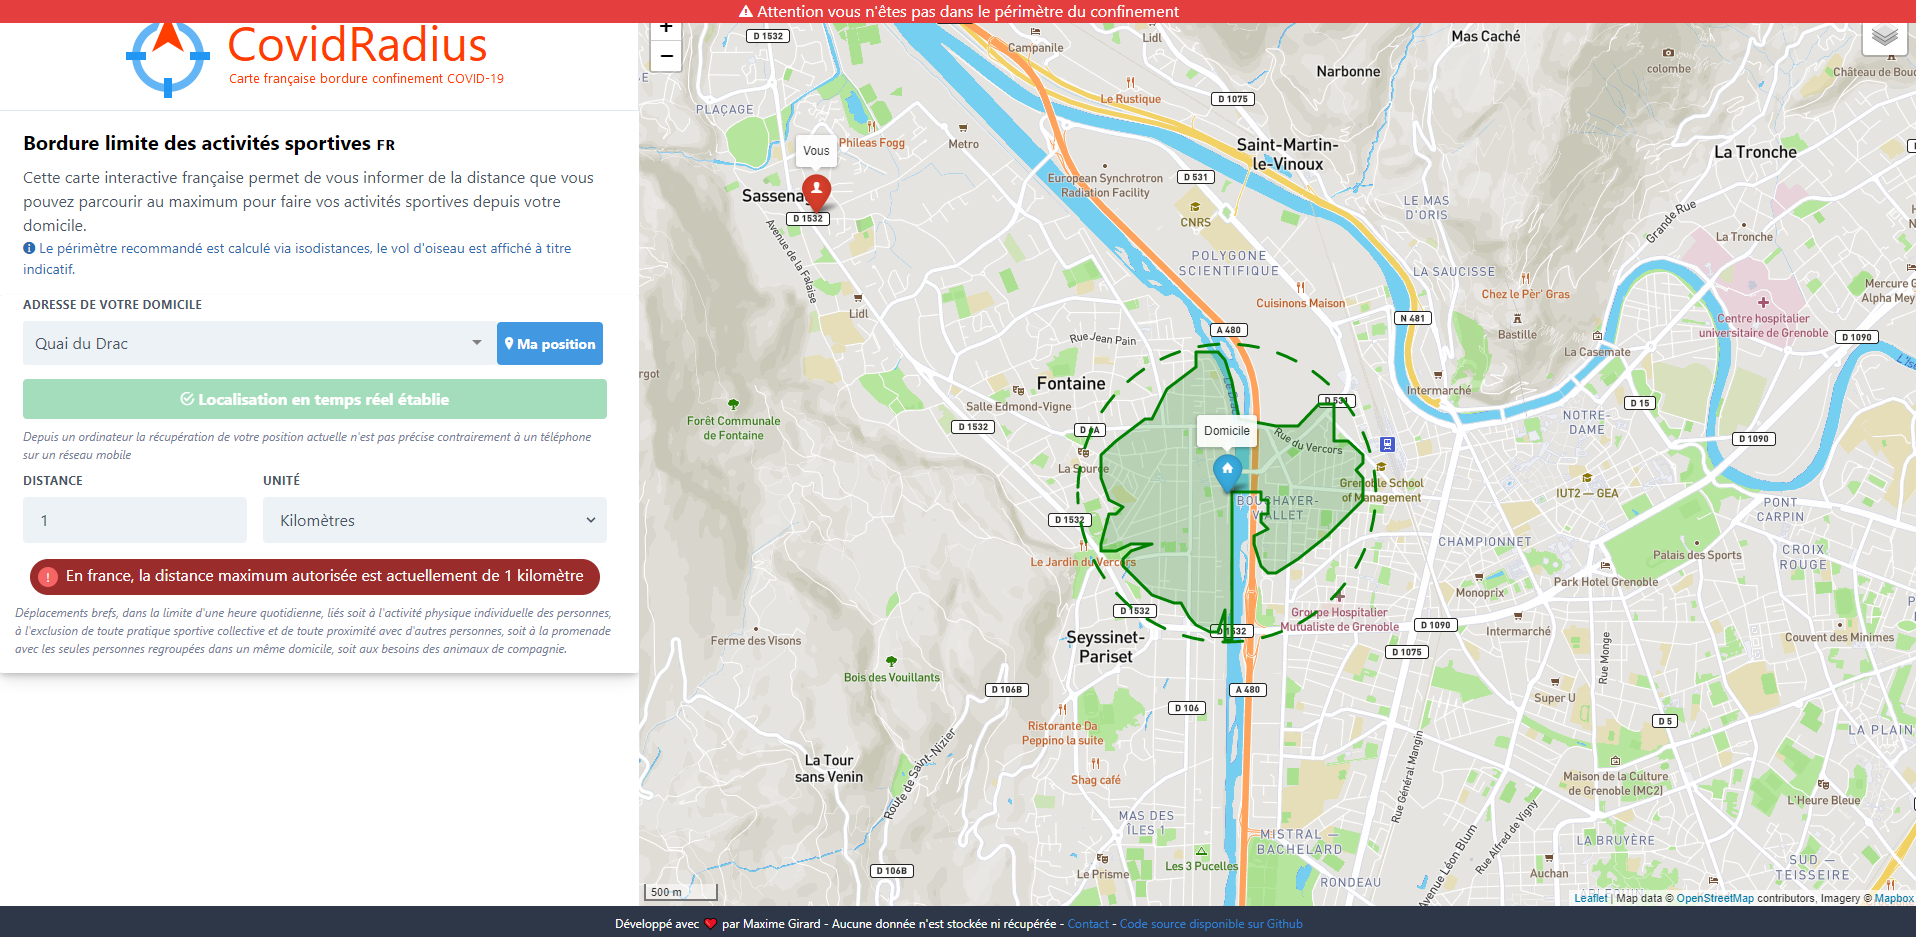 Attention vous n'êtes pas dans le périmètre du confinement
CovidRadius
Carte française bordure confinement COVID-19
Bordure limite des activités sportives FR
Cette carte interactive française permet de vous informer de la distance que vous
pouvez parcourir au maximum pour faire vos activités sportives depuis votre
domicile.
Le périmètre recommandé est calculé via isodistances, le vol d'oiseau est affiché à titre
indicatif.
ADRESSE DE VOTRE DOMICILE
Quai du Drac
Ma position
Localisation en temps réel établie
Depuis un ordinateur la récupération de votre position actuelle n'est pas précise contrairement à un téléphone
sur un réseau mobile
DISTANCE
UNITÉ
1
Kilomètres
En france, la distance maximum autorisée est actuellement de 1 kilomètre
Déplacements brefs, dans la limite d'une heure quotidienne, liés soit à l'activité physique individuelle des personnes,
à l'exclusion de toute pratique sportive collective et de toute proximité avec d'autres personnes, soit à la promenade
avec les seules personnes regroupées dans un même domicile, soit aux besoins des animaux de compagnie.
+
−
D 1532
Campanile
Lidl
Mas Caché
colombe
Château de Bouc
Narbonne
PLAÇAGE
Le Rustique
D 1075
Vous
Phileas Fogg
Metro
Saint-Martin-
le-Vinoux
La Tronche
European Synchrotron
Radiation Facility
D 531
Sassena
D 1532
CNRS
LE MAS
D'ORIS
Grande Rue
La Tronche
Avenue de la Falaise
POLYGONE
SCIENTIFIQUE
LA SAUCISSE
Lidl
Cuisinons Maison
Chez le Pèr' Gras
Mercure G
Alpha Mey
N 481
Bastille
Centre hospitalier
universitaire de Grenoble
D 1090
A 480
Rue Jean Pain
La Casemate
L'Is
rgot
Fontaine
Intermarché
Salle Edmond-Vigne
Le Drac
D 531
D 15
Forêt Communale
de Fontaine
D 1532
Domicile
Rue du Vercors
NOTRE-
DAME
D 1090
La Source
Grenoble School
of Management
IUT2 — GEA
BOUCHAYER-
VALLET
PONT
CARPIN
D 1532
CHAMPIONNET
Palais des Sports
CROIX
ROUGE
Le Jardin du Vercors
Park Hotel Grenoble
Monoprix
D 1532
Groupe Hospitalier
Mutualiste de Grenoble
D 1090
Intermarché
Ferme des Visons
Seyssinet-
Pariset
D 1532
Couvent des Minimes
D 1075
Rue Monge
Bois des Vouillants
D 106B
A 480
Super U
D 106
D 5
Ristorante Da
Peppino la suite
LA PLAIN
Route de Saint-Nizier
La Tour
sans Venin
Shag café
Rue Général Mangin
Maison de la Culture
de Grenoble (MC2)
L'Heure Bleue
MAS DES
ÎLES 1
MISTRAL —
BACHELARD
Avenue Léon Blum
Rue Alfred de Vigny
LA BRUYÈRE
D 106B
Le Prisme
Les 3 Pucelles
RONDEAU
Auchan
SUD —
TEISSEIRE
500 m
Leaflet | Map data © OpenStreetMap contributors, Imagery © Mapbox
Développé avec par Maxime Girard - Aucune donnée n'est stockée ni récupérée - Contact - Code source disponible sur Github